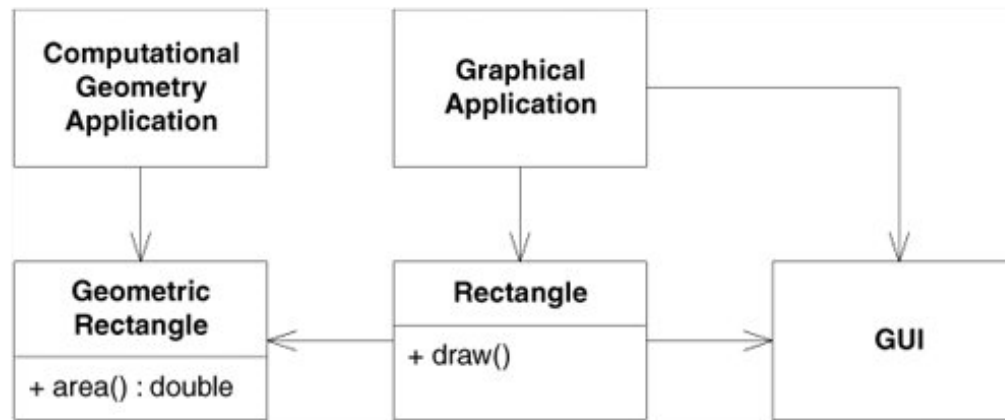 Computational
Geometry
Application
Graphical
Application
Geometric
Rectangle
+ area() : double
Rectangle
+ draw()
GUI